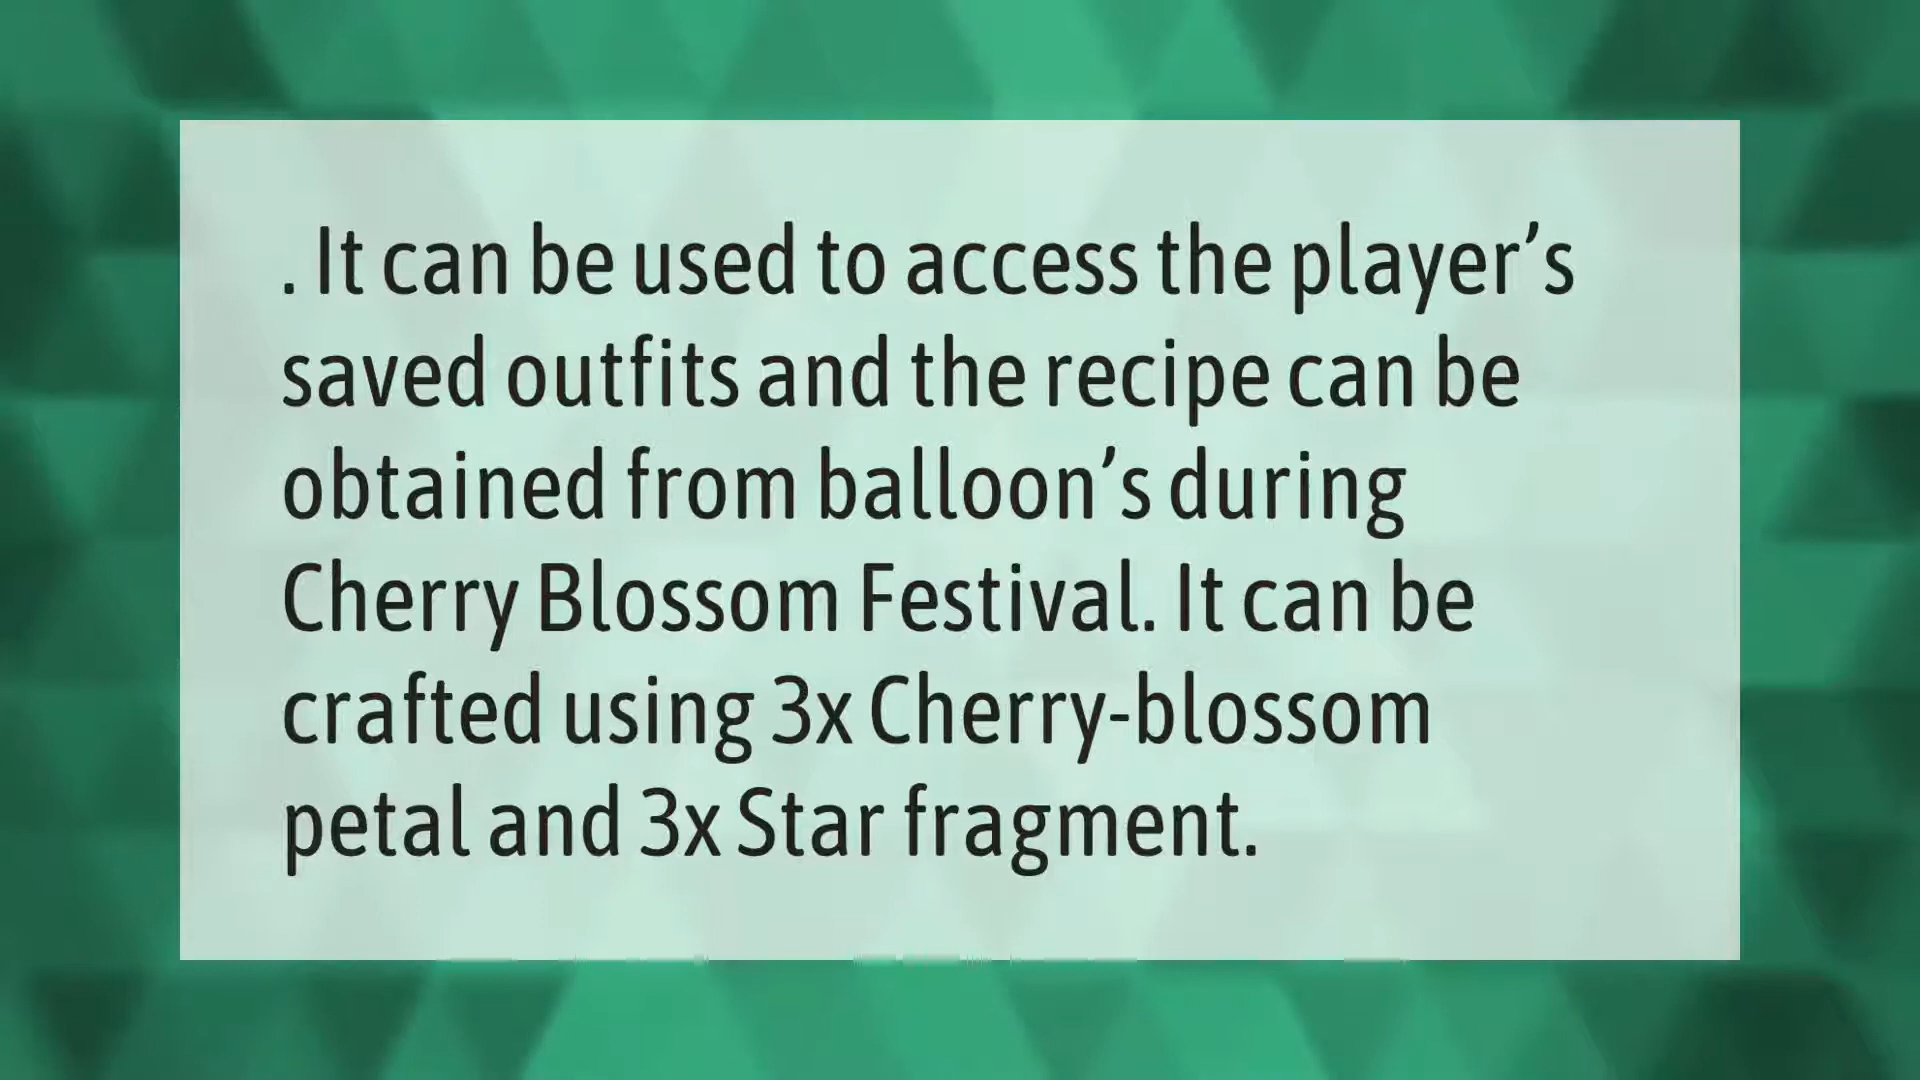 . It can be used to access the player’s
saved outfits and the recipe can be
obtained from balloon’s during
Cherry Blossom Festival. It can be
crafted using 3x Cherry-blossom
petal and 3x Star fragment.